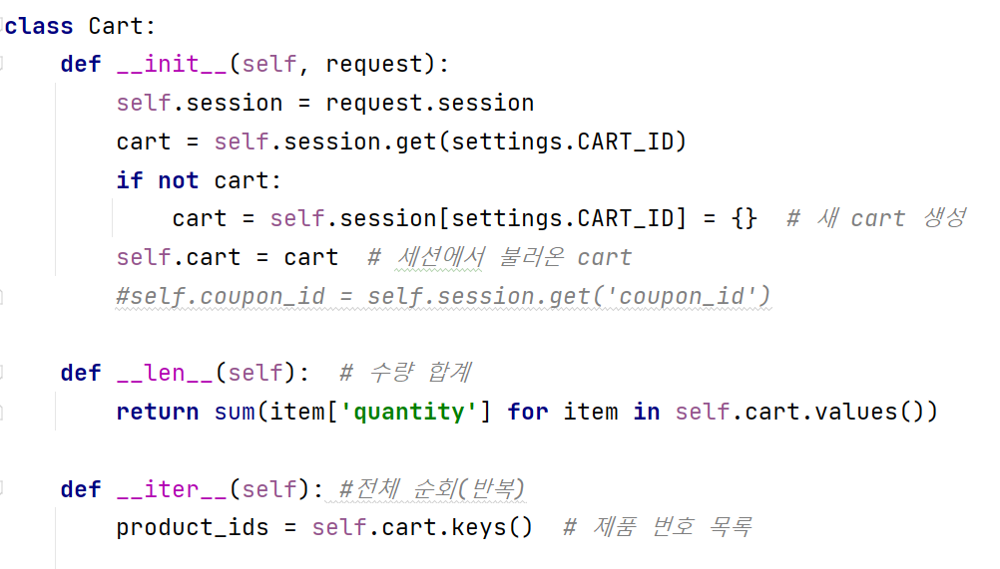 class Cart:
    def __init__(self, request):
        self.session = request.session
        cart = self.session.get(settings.CART_ID)
        if not cart:
            cart = self.session[settings.CART_ID] = {}  # 새 cart 생성
        self.cart = cart  # 세션에서 불러온 cart
        #self.coupon_id = self.session.get('coupon_id')
    def __len__(self):  # 수량 합계
        return sum(item['quantity'] for item in self.cart.values())
    def __iter__(self): #전체 순회(반복)
        product_ids = self.cart.keys()  # 제품 번호 목록